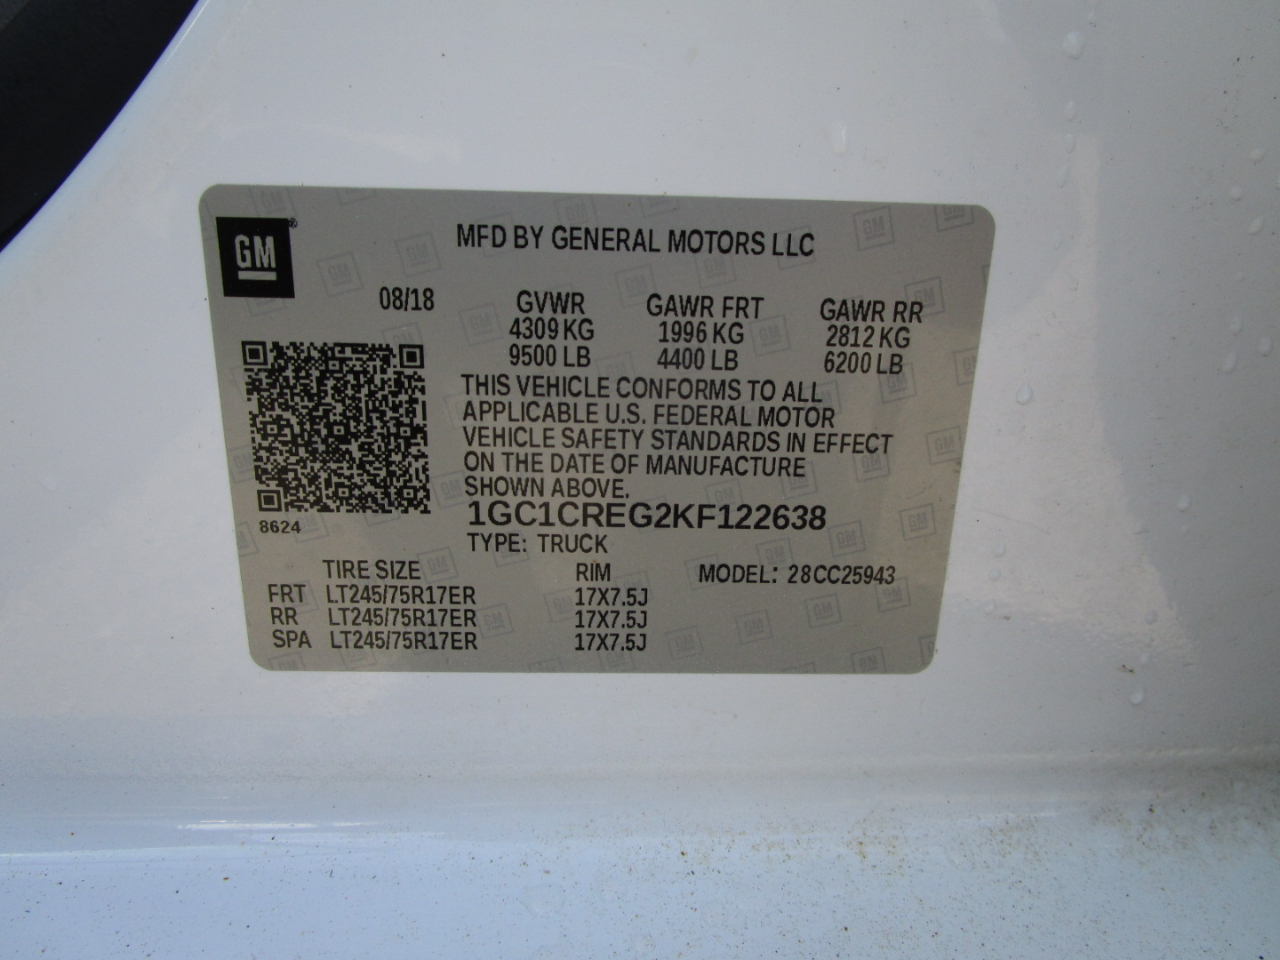 GM
MFD BY GENERAL MOTORS LLC
08/18 GVWR GAWR FRT GAWR RR
4309 KG 1996 KG 2812 KG
9500 LB 4400 LB 6200 LB
THIS VEHICLE CONFORMS TO ALL
APPLICABLE U.S. FEDERAL MOTOR
VEHICLE SAFETY STANDARDS IN EFFECT
ON THE DATE OF MANUFACTURE
SHOWN ABOVE.
8624
1GC1CREG2KF122638
TYPE: TRUCK
TIRE SIZE RIM MODEL: 28CC25943
FRT LT245/75R17ER 17X7.5J
RR LT245/75R17ER 17X7.5J
SPA LT245/75R17ER 17X7.5J